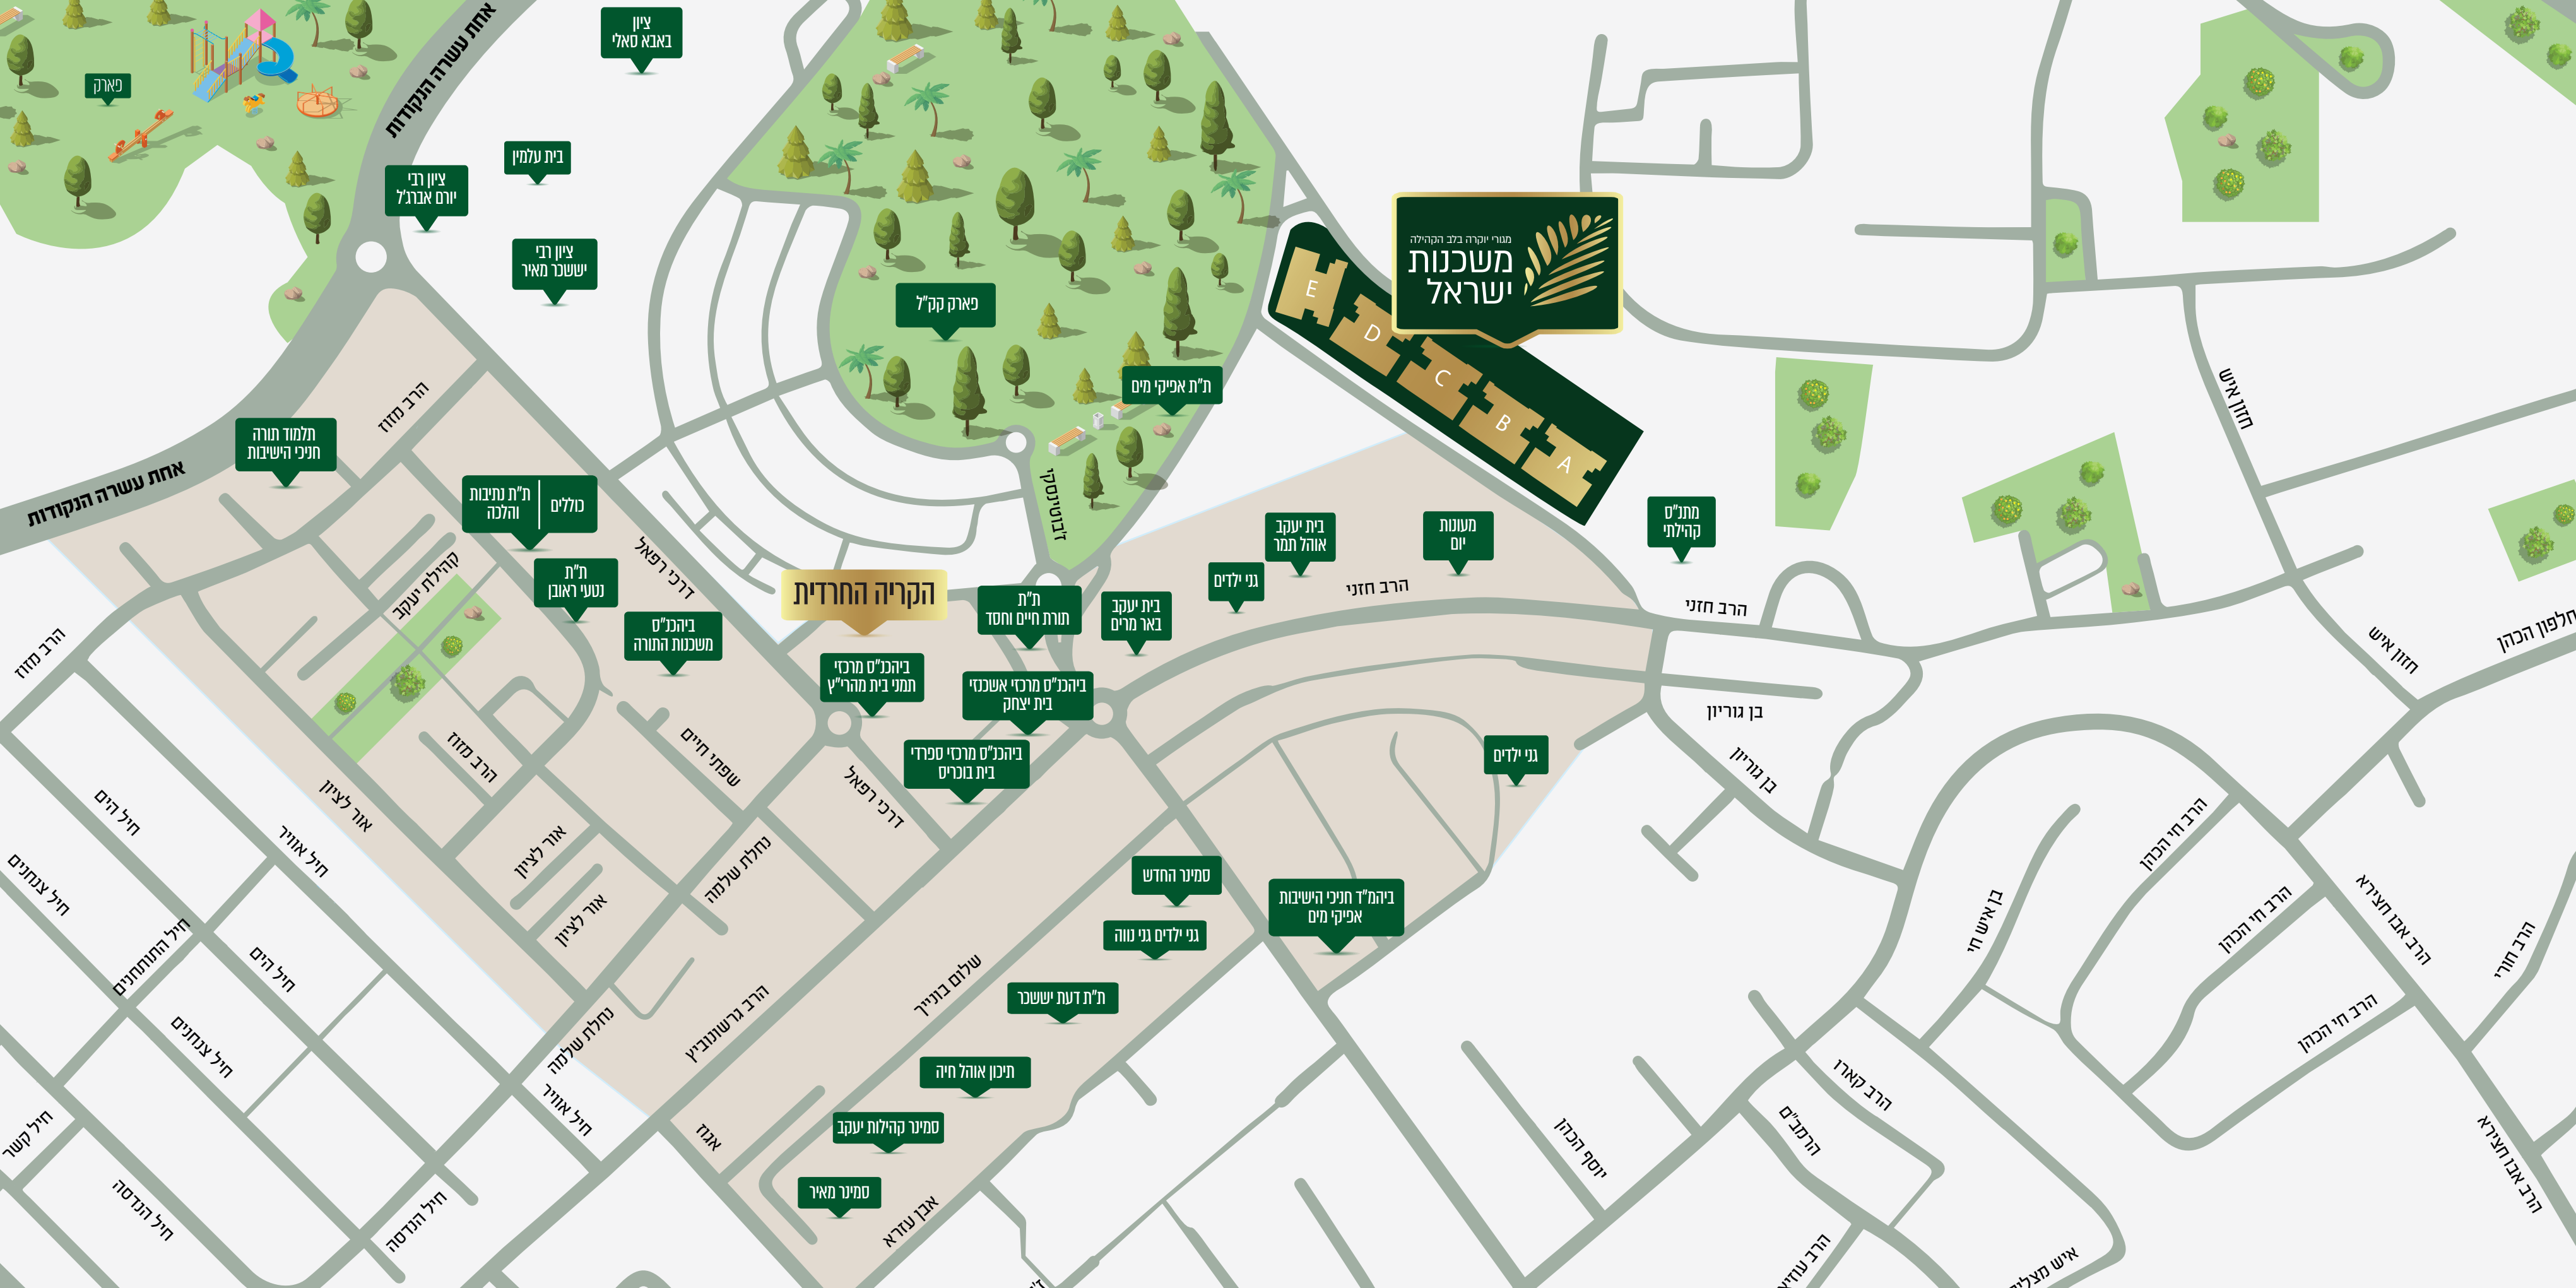 אחת עשרה הנקודות
ציון
באבא סאלי
פארק
בית עלמין
ציון רבי
יורם אברג'ל
ציון רבי
יששכר מאיר
פארק קק"ל
ת"ת אפיקי מים
מגורי יוקרה בלב הקהילה
משכנות
ישראל
E
D
C
B
A
חזון איש
הרב מזוז
תלמוד תורה
חניכי הישיבות
אחת עשרה הנקודות
כוללים
ת"ת נתיבות
והלכה
ז'בוטינסקי
מתנ"ס
קהילתי
מעונות
יום
בית יעקב
אוהל תמר
גני ילדים
הרב חזני
הרב חזני
קהילת יעקב
ת"ת
נטעי ראובן
דרכי רפאל
הקריה החרדית
ת"ת
תורת חיים וחסד
בית יעקב
באר מרים
ביהכנ"ס
משכנות התורה
ביהכנ"ס מרכזי
תמני בית מהרי"ץ
ביהכנ"ס מרכזי אשכנזי
בית יצחק
ביהכנ"ס מרכזי ספרדי
בית בוכריס
חלפון הכהן
חזון איש
הרב מזוז
הרב מזוז
שפתי חיים
דרכי רפאל
בן גוריון
בן גוריון
גני ילדים
אור לציון
אור לציון
אור לציון
חיל הים
חיל אוויר
חיל צנחנים
נחלת שלמה
סמינר החדש
ביהמ"ד חניכי הישיבות
אפיקי מים
גני ילדים גני נווה
ת"ת דעת יששכר
תיכון אוהל חיה
סמינר קהילות יעקב
סמינר מאיר
שלום בונייך
הרב גרשונוביץ
נחלת שלמה
חיל התותחנים
חיל הים
חיל צנחנים
חיל אוויר
חיל קשר
חיל הנדסה
חיל הנדסה
אגוז
אבן עזרא
בן איש חי
הרב חי הכהן
הרב חי הכהן
הרב חי הכהן
הרב אבו חצירא
הרב חורי
הרב אבו חצירא
הרב קארו
הרמב"ם
יוסף הכהן